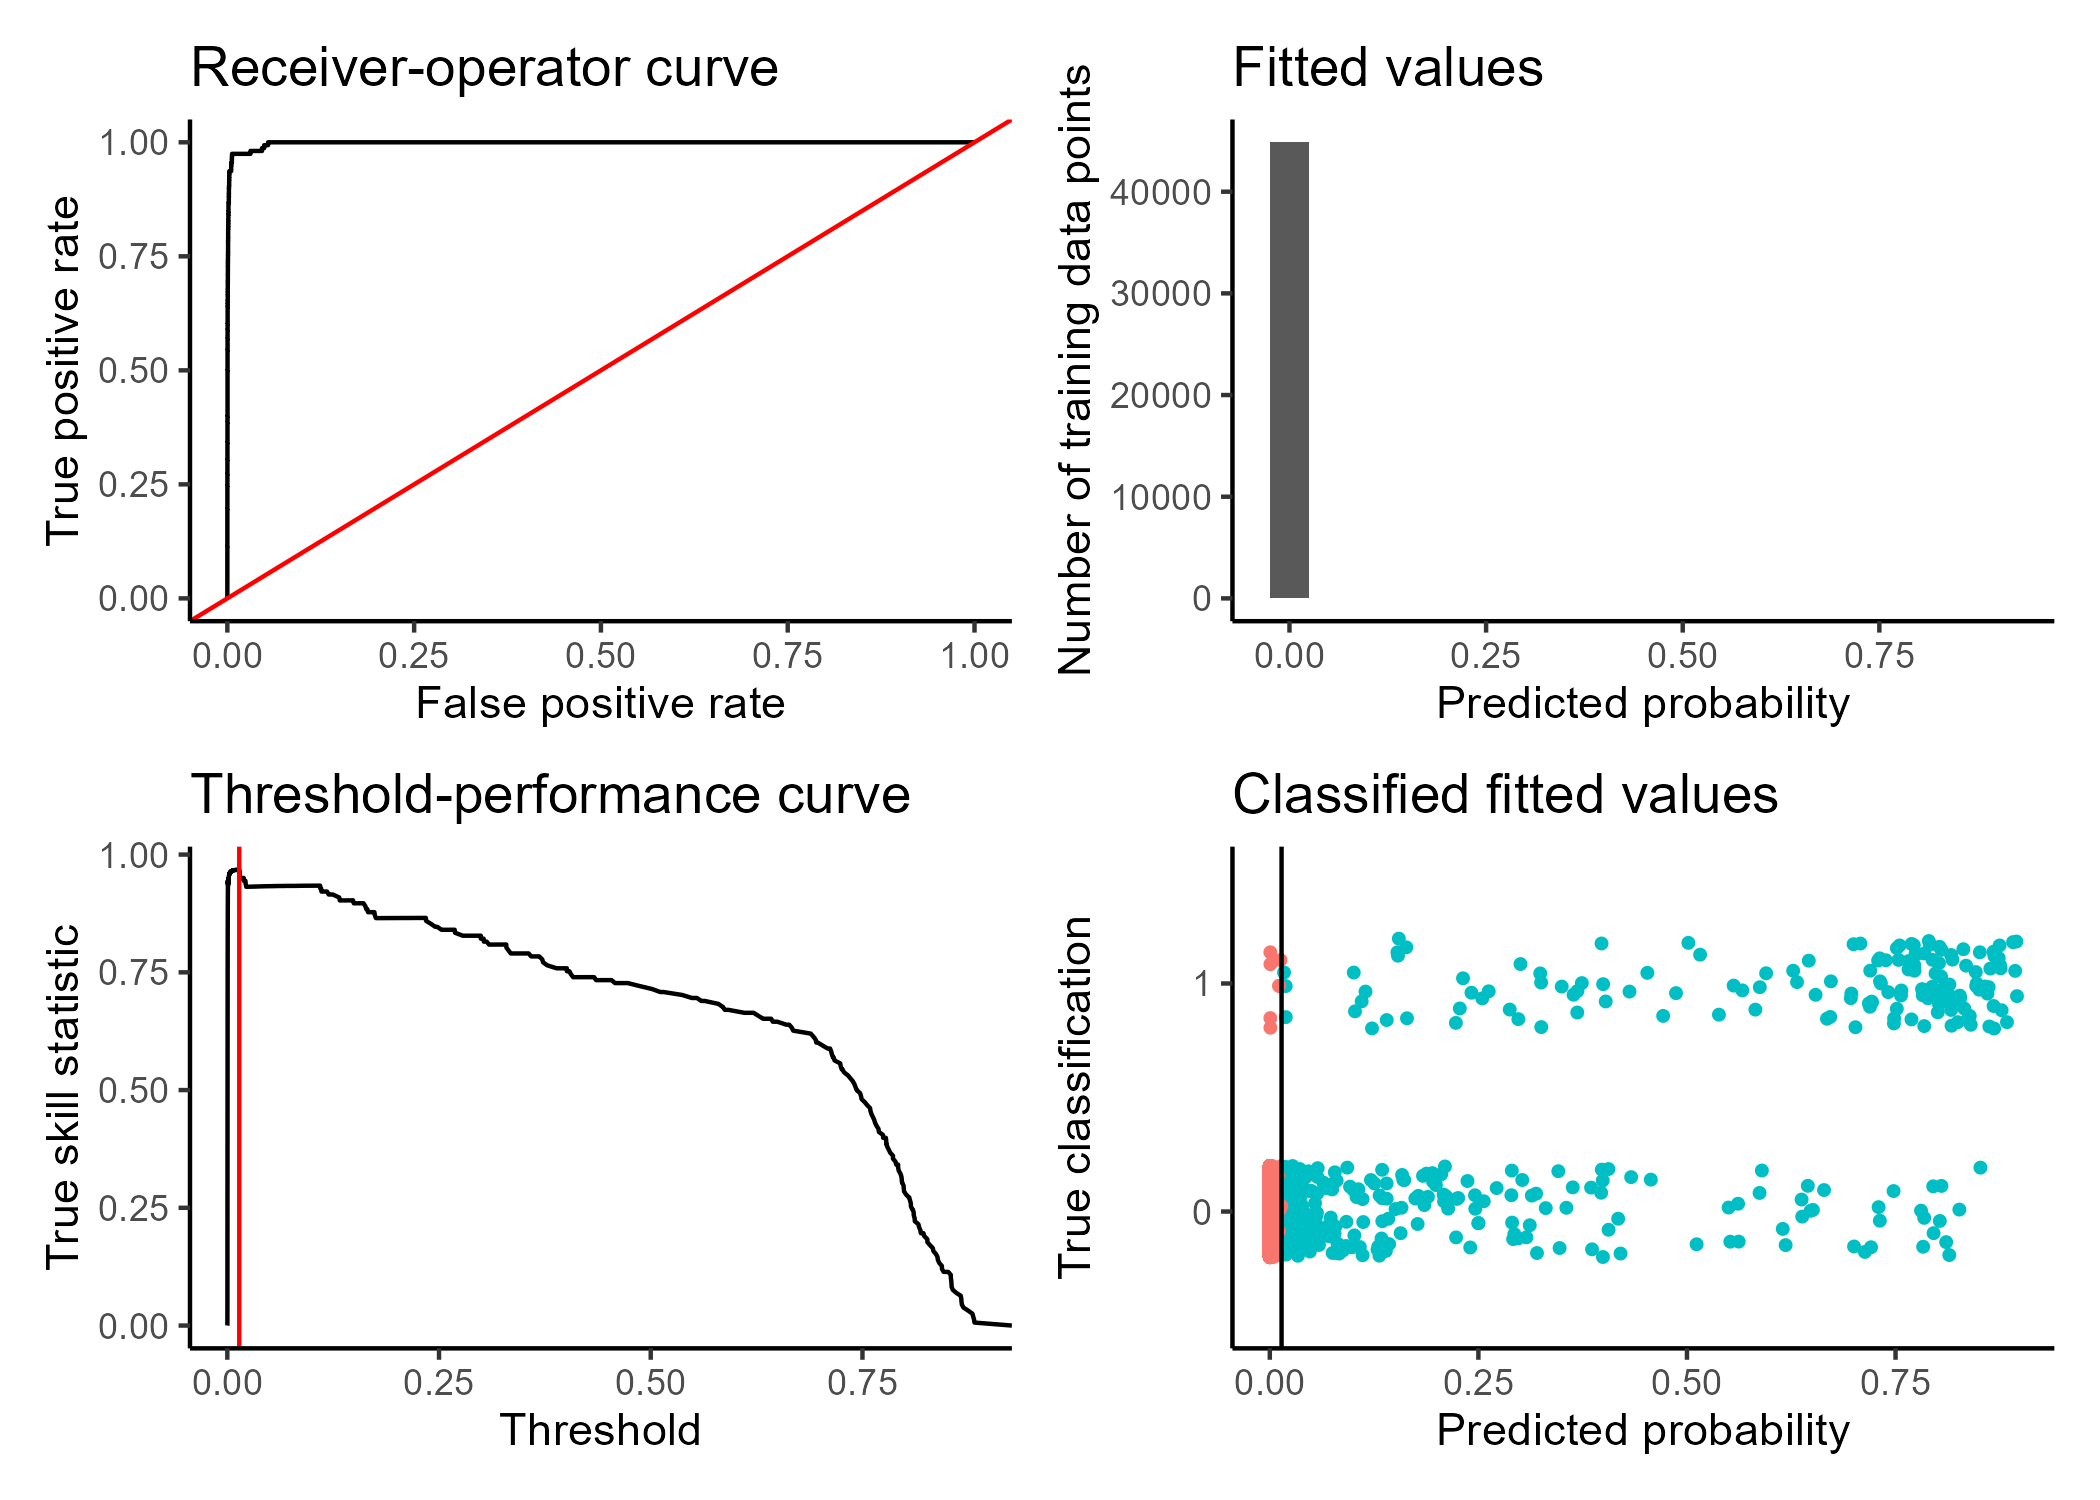 Receiver-operator curve
True positive rate
1.00
0.75
0.50
0.25
0.00
0.00 0.25 0.50 0.75 1.00
False positive rate
Fitted values
Number of training data points
40000
30000
20000
10000
0
0.00 0.25 0.50 0.75
Predicted probability
Threshold-performance curve
True skill statistic
1.00
0.75
0.50
0.25
0.00
0.00 0.25 0.50 0.75
Threshold
Classified fitted values
True classification
1
0
0.00 0.25 0.50 0.75
Predicted probability